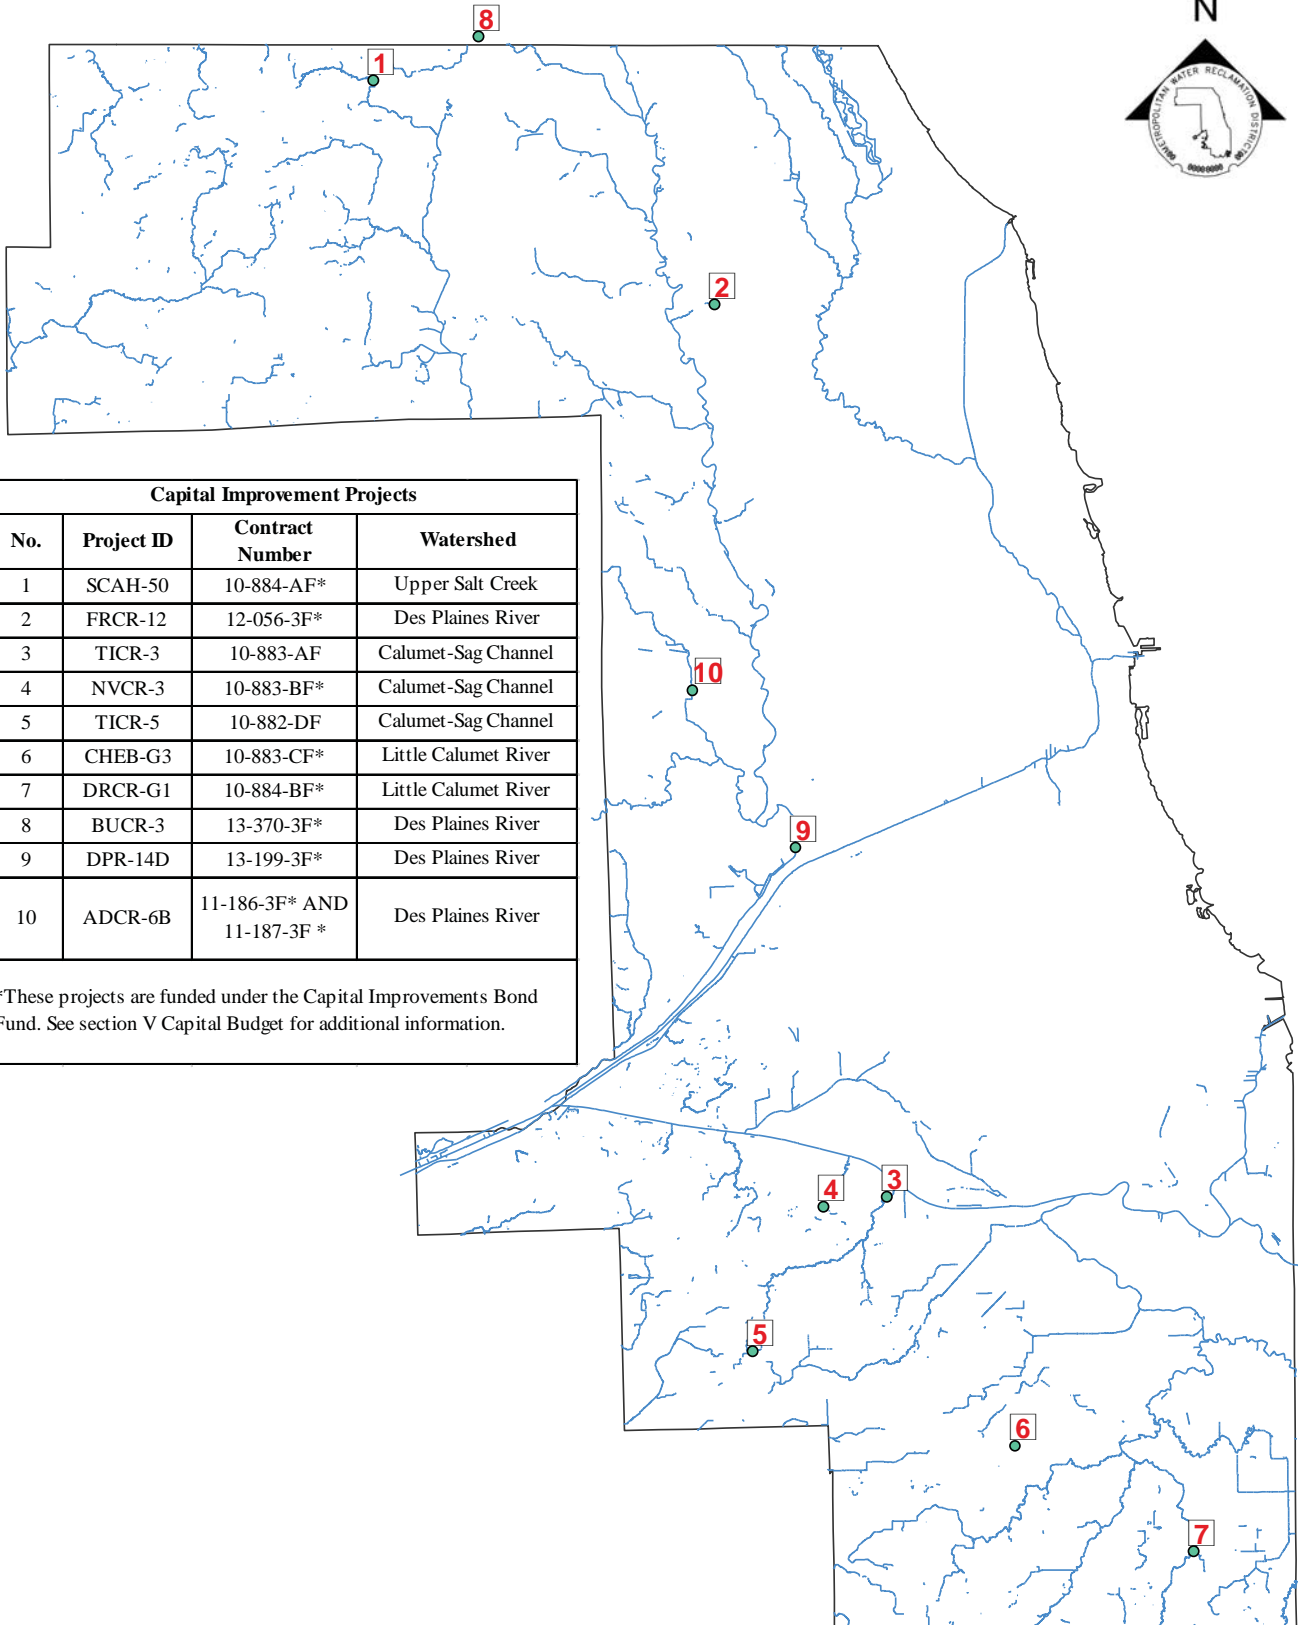 N
METROPOLITAN WATER RECLAMATION DISTRICT
8
1
2
10
9
4
3
5
6
7
Capital Improvement Projects
No. Project ID Contract Number Watershed
1 SCAH-50 10-884-AF* Upper Salt Creek
2 FRCR-12 12-056-3F* Des Plaines River
3 TICR-3 10-883-AF Calumet-Sag Channel
4 NVCR-3 10-883-BF* Calumet-Sag Channel
5 TICR-5 10-882-DF Calumet-Sag Channel
6 CHEB-G3 10-883-CF* Little Calumet River
7 DRCR-G1 10-884-BF* Little Calumet River
8 BUCR-3 13-370-3F* Des Plaines River
9 DPR-14D 13-199-3F* Des Plaines River
10 ADCR-6B 11-186-3F* AND 11-187-3F * Des Plaines River
*These projects are funded under the Capital Improvements Bond
Fund. See section V Capital Budget for additional information.